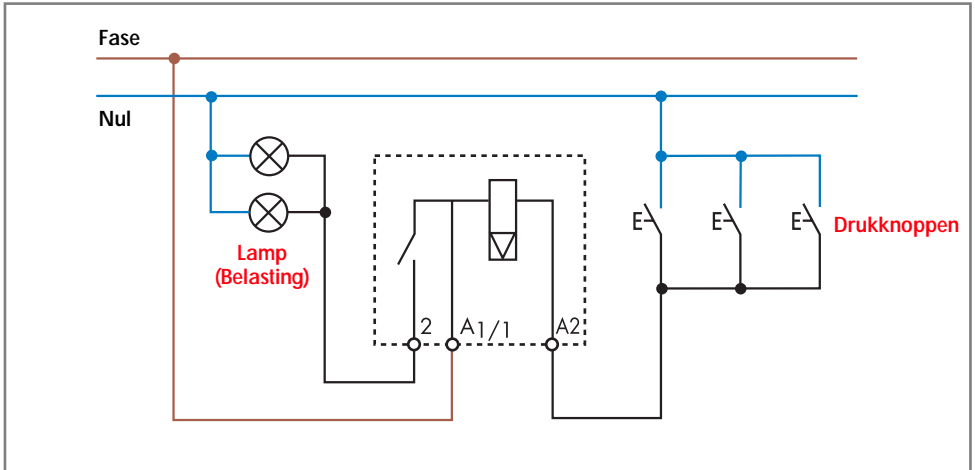 Fase
Nul
Lamp
(Belasting)
2 A1/1 A2
E E E Drukknoppen